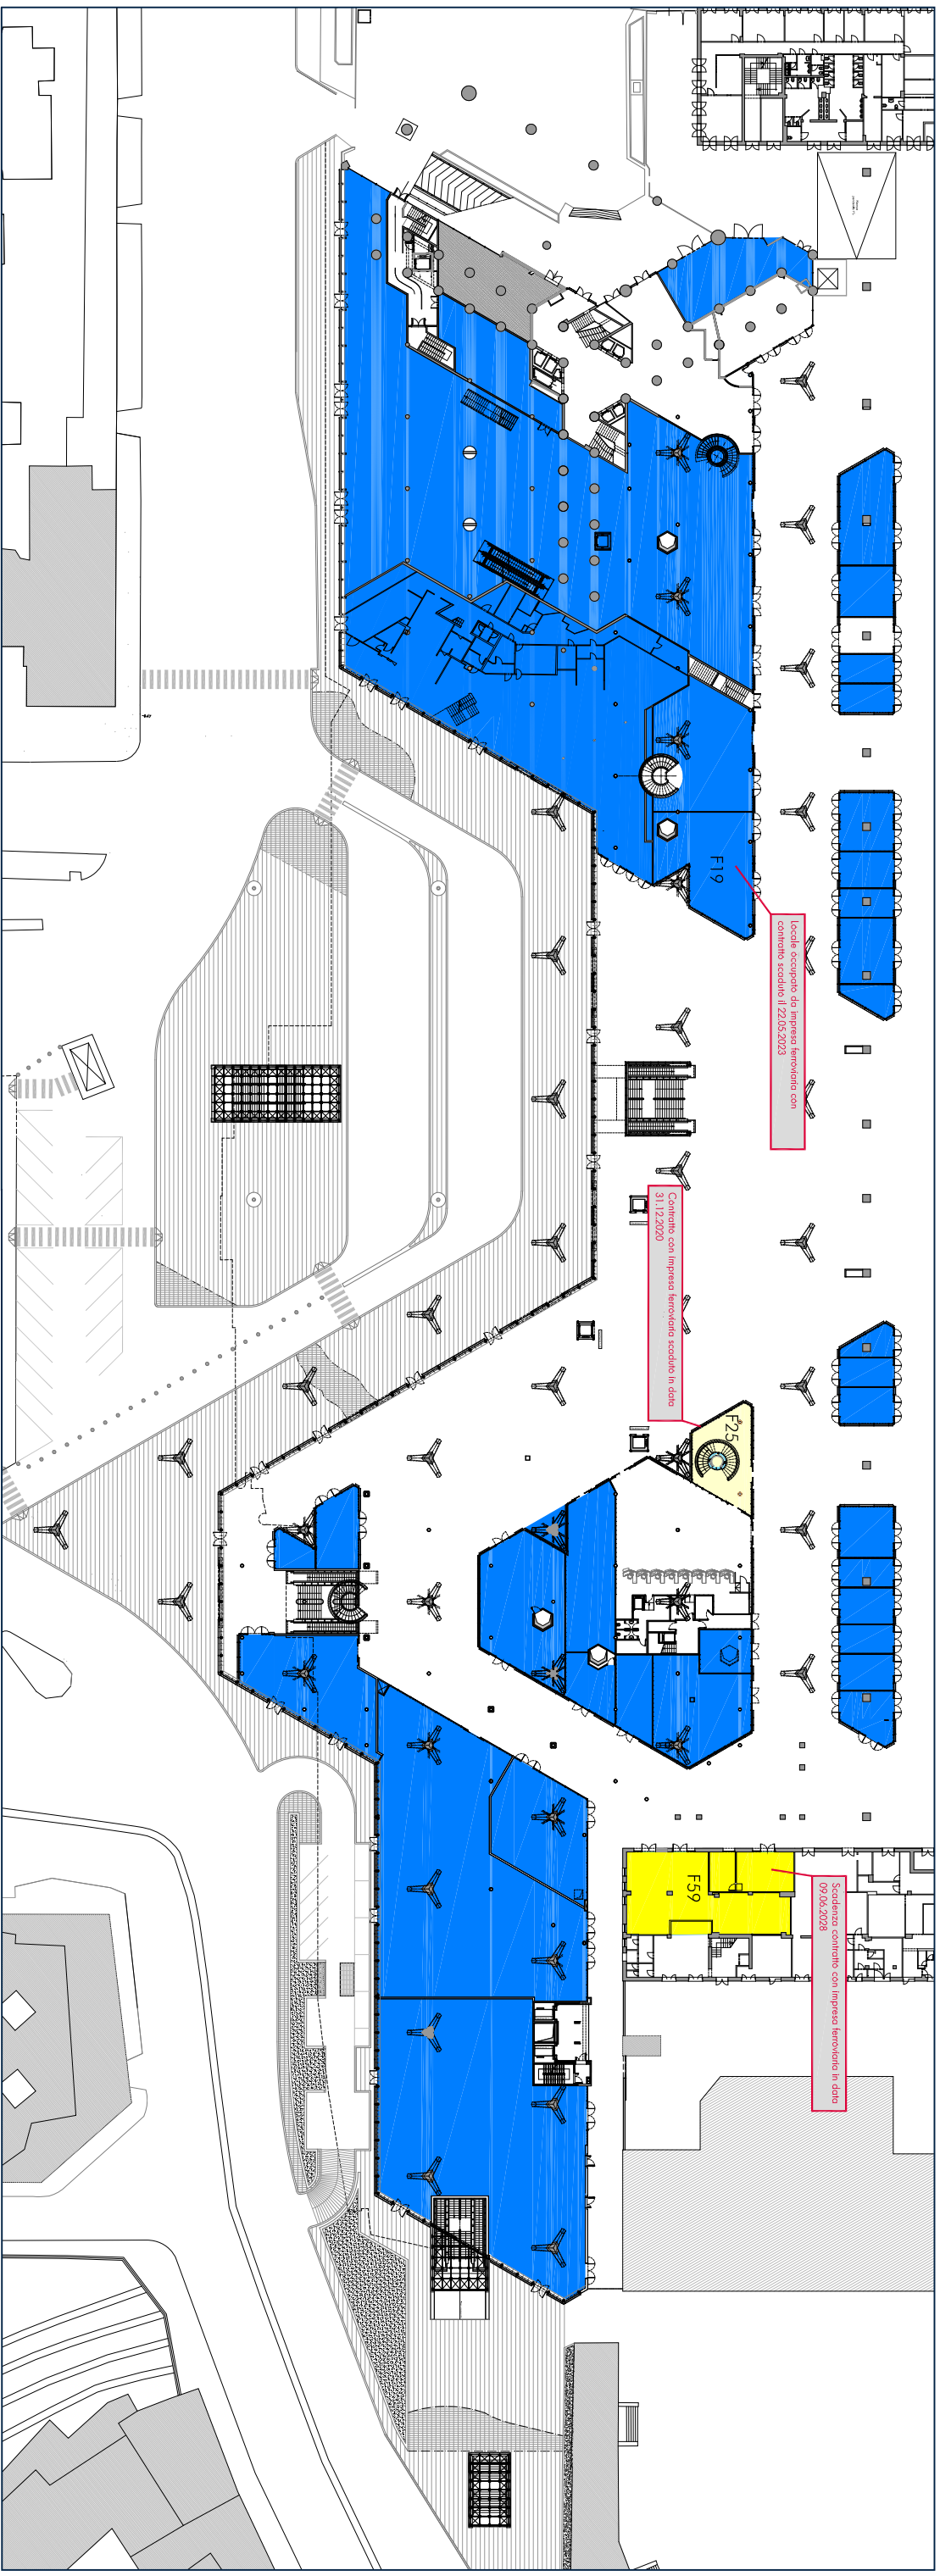 F19
Locale occupato da impresa ferroviaria con
contratto scaduto il 22.05.2023
Contratto con impresa ferroviaria scaduto in data
31.12.2020
F25
F59
Scadenza contratto con impresa ferroviaria in data
09.06.2028